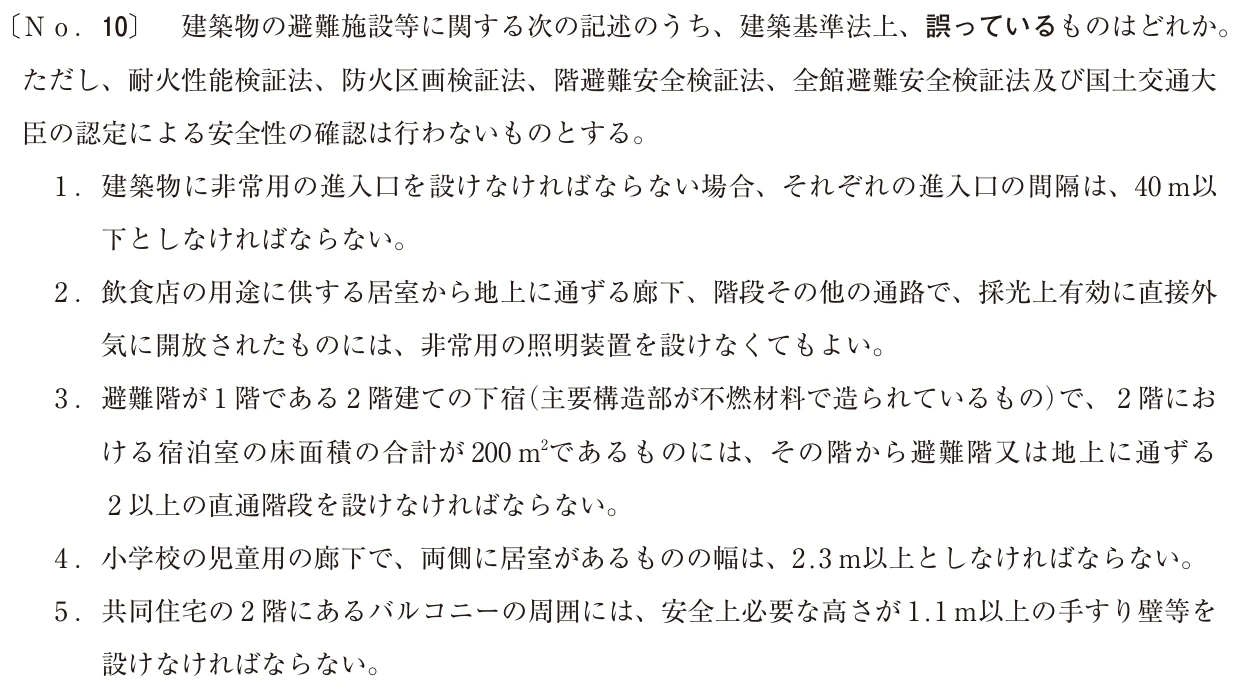 〔No. 10〕　建築物の避難施設等に関する次の記述のうち、建築基準法上、誤っているものはどれか。
ただし、耐火性能検証法、防火区画検証法、階避難安全検証法、全館避難安全検証法及び国土交通大
臣の認定による安全性の確認は行わないものとする。
1. 建築物に非常用の進入口を設けなければならない場合、それぞれの進入口の間隔は、40 m以
下としなければならない。
2. 飲食店の用途に供する居室から地上に通ずる廊下、階段その他の通路で、採光上有効に直接外
気に開放されたものには、非常用の照明装置を設けなくてもよい。
3. 避難階が1階である2階建ての下宿(主要構造部が不燃材料で造られているもの)で、2階にお
ける宿泊室の床面積の合計が200 m²であるものには、その階から避難階又は地上に通ずる
2以上の直通階段を設けなければならない。
4. 小学校の児童用の廊下で、両側に居室があるものの幅は、2.3 m以上としなければならない。
5. 共同住宅の2階にあるバルコニーの周囲には、安全上必要な高さが1.1 m以上の手すり壁等を
設けなければならない。